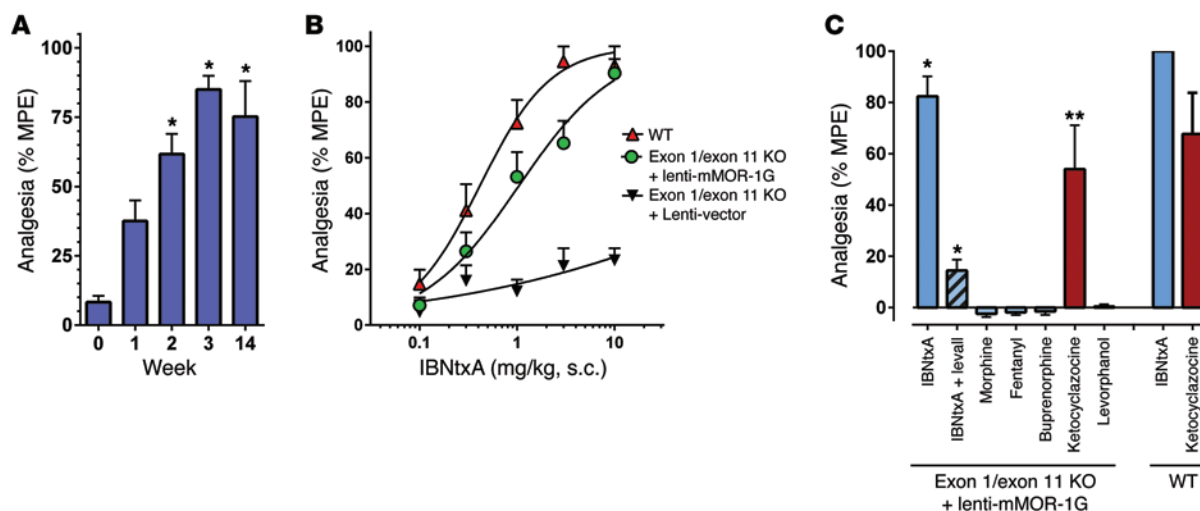 A
Analgesia (% MPE)
100
75
50
25
0
*
*
*
0 1 2 3 14
Week
B
Analgesia (% MPE)
100
80
60
40
20
0
0.1 1 10
IBNtxA (mg/kg, s.c.)
WT
Exon 1/exon 11 KO
+ lenti-mMOR-1G
Exon 1/exon 11 KO
+ Lenti-vector
C
Analgesia (% MPE)
100
80
60
40
20
0
*
*
**
IBNtxA
IBNtxA + levall
Morphine
Fentanyl
Buprenorphine
Ketocyclazocine
Levorphanol
IBNtxA
Ketocyclazocine
Exon 1/exon 11 KO
+ lenti-mMOR-1G
WT